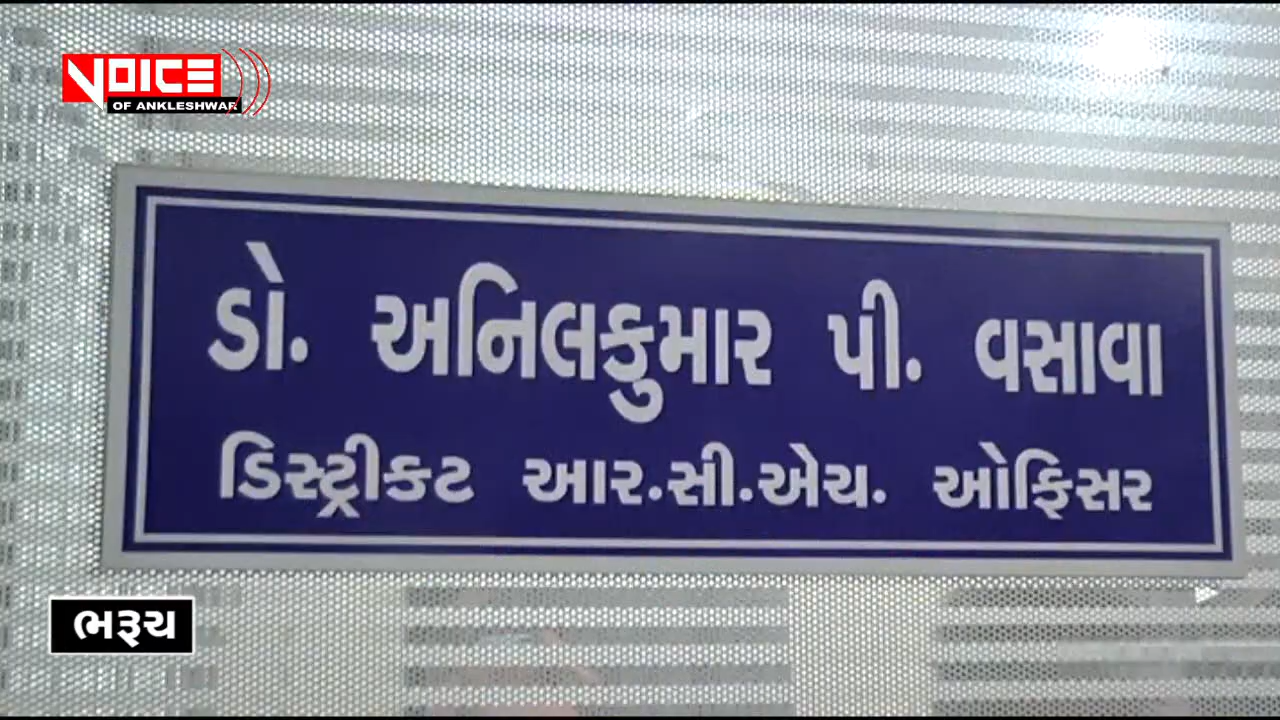 VOICE
OF ANKLESHWAR
ડો. અનિલકુમાર પી. વસાવા
ડિસ્ટ્રીકટ આર.સી.એચ. ઓફિસર
ભરૂચ